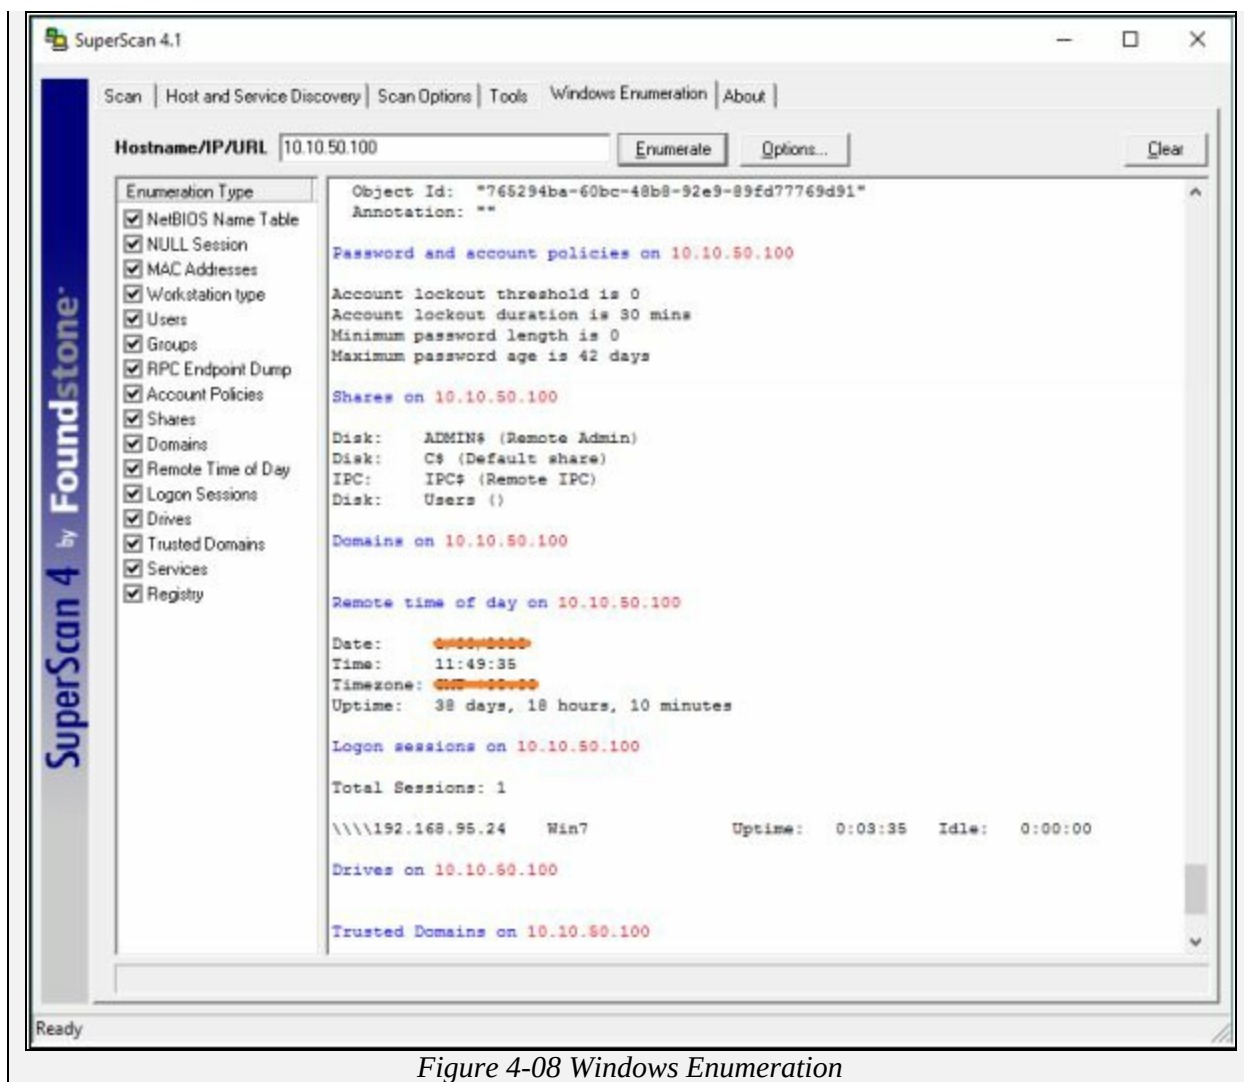 SuperScan 4.1
Scan Host and Service Discovery Scan Options Tools Windows Enumeration About
Hostname/IP/URL 10.10.50.100 Enumerate Options... Clear
Enumeration Type
NetBIOS Name Table
NULL Session
MAC Addresses
Workstation type
Users
Groups
RPC Endpoint Dump
Account Policies
Shares
Domains
Remote Time of Day
Logon Sessions
Drives
Trusted Domains
Services
Registry
Object Id: "765294ba-60bc-48b8-92e9-89fd77769d91"
Annotation: ""
Password and account policies on 10.10.50.100
Account lockout threshold is 0
Account lockout duration is 30 mins
Minimum password length is 0
Maximum password age is 42 days
Shares on 10.10.50.100
Disk: ADMIN$ (Remote Admin)
Disk: C$ (Default share)
IPC: IPC$ (Remote IPC)
Disk: Users ()
Domains on 10.10.50.100
Remote time of day on 10.10.50.100
Date:
Time: 11:49:35
Timezone:
Uptime: 38 days, 18 hours, 10 minutes
Logon sessions on 10.10.50.100
Total Sessions: 1
\\\\192.168.95.24 Win7 Uptime: 0:03:35 Idle: 0:00:00
Drives on 10.10.50.100
Trusted Domains on 10.10.50.100
SuperScan 4 by Foundstone
Ready
Figure 4-08 Windows Enumeration